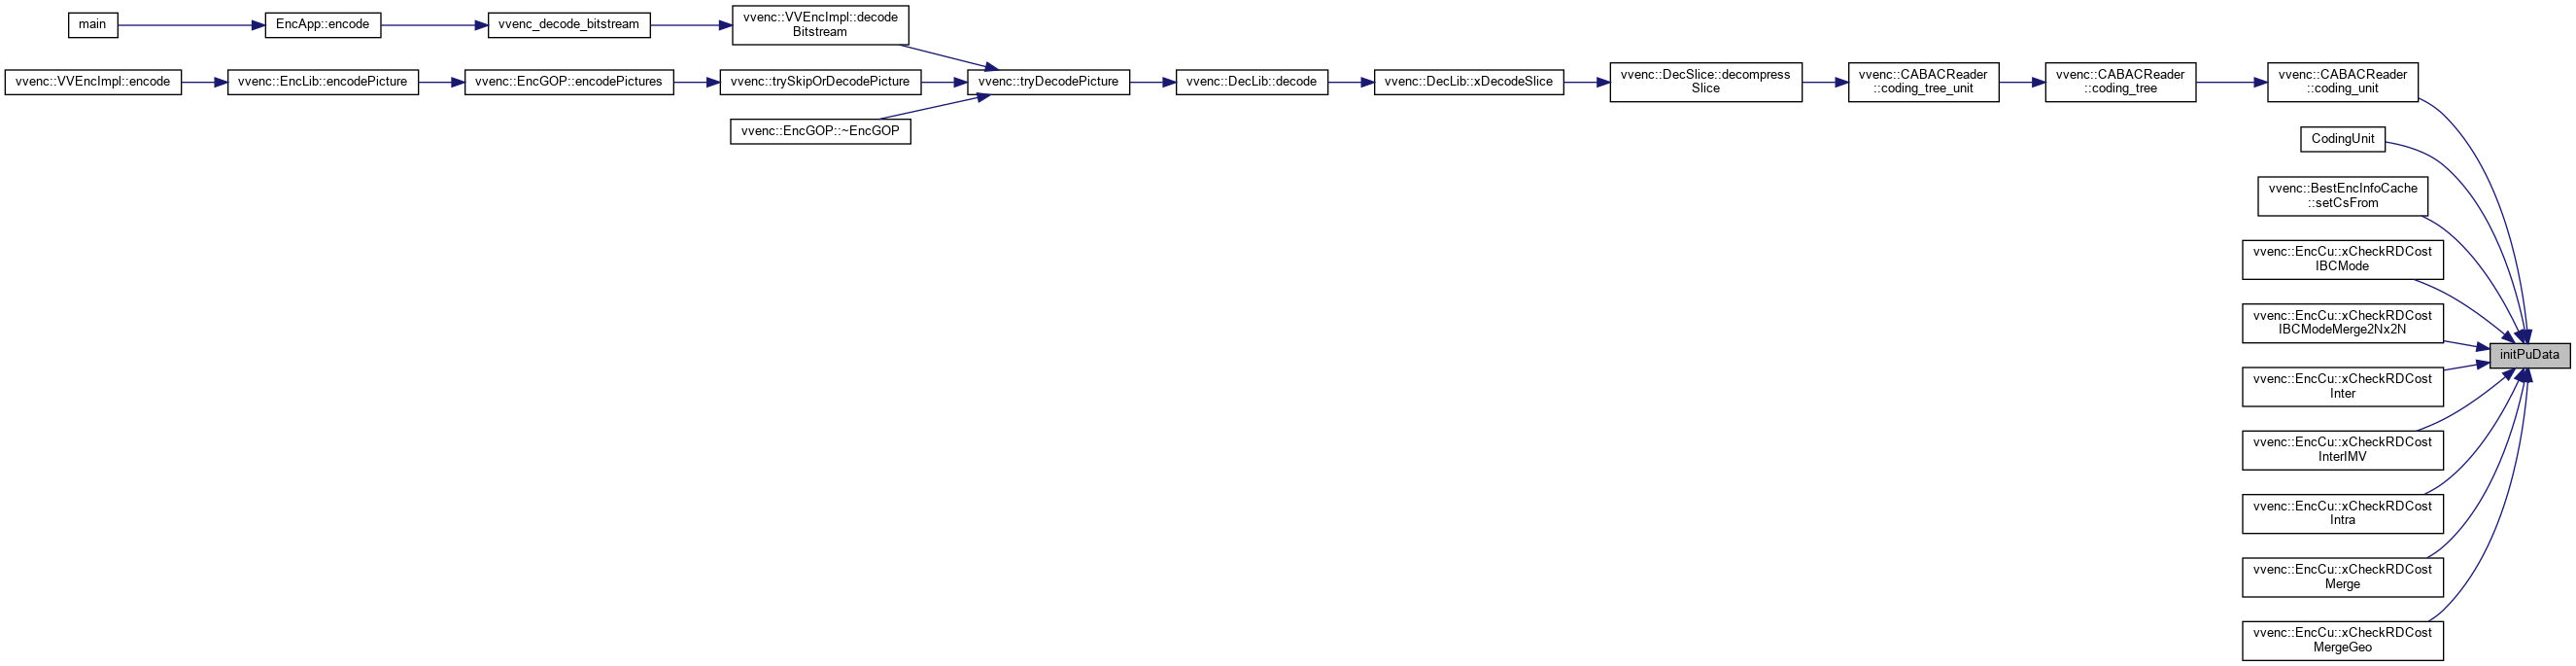 main
EncApp::encode
vvenc_decode_bitstream
vvenc::VVEncImpl::decode
Bitstream
vvenc::VVEncImpl::encode
vvenc::EncLib::encodePicture
vvenc::EncGOP::encodePictures
vvenc::trySkipOrDecodePicture
vvenc::tryDecodePicture
vvenc::DecLib::decode
vvenc::DecLib::xDecodeSlice
vvenc::DecSlice::decompress
Slice
vvenc::CABACReader
::coding_tree_unit
vvenc::CABACReader
::coding_tree
vvenc::CABACReader
::coding_unit
vvenc::EncGOP::~EncGOP
CodingUnit
vvenc::BestEncInfoCache
::setCsFrom
vvenc::EncCu::xCheckRDCost
IBCMode
vvenc::EncCu::xCheckRDCost
IBCModeMerge2Nx2N
initPuData
vvenc::EncCu::xCheckRDCost
Inter
vvenc::EncCu::xCheckRDCost
InterIMV
vvenc::EncCu::xCheckRDCost
Intra
vvenc::EncCu::xCheckRDCost
Merge
vvenc::EncCu::xCheckRDCost
MergeGeo